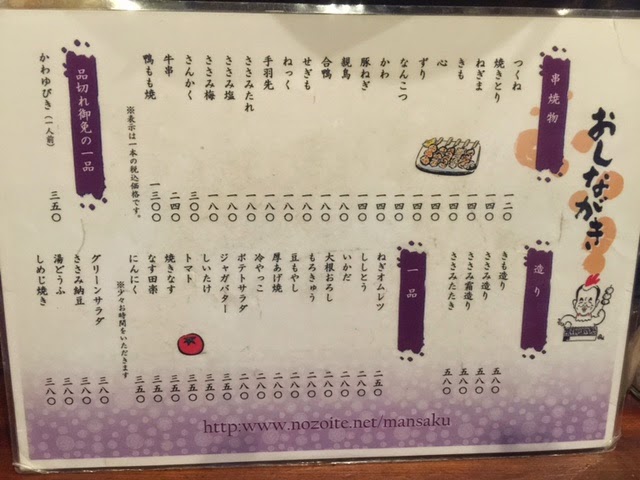 おしながき
串焼物
つくね 一二〇
焼きとり 一四〇
ねぎま 一四〇
きも 一四〇
心 一四〇
ずり 一四〇
なんこつ 一四〇
かわ 一四〇
豚ねぎ 一八〇
親鳥 一八〇
合鴨 一八〇
せぎも 一八〇
ねっく 一八〇
手羽先 一八〇
ささみたれ 一八〇
ささみ塩 一八〇
ささみ梅 一八〇
さんかく 三〇〇
牛串 二四〇
鴨もも焼 一三〇〇
※表示は一本の税込価格です。
品切れ御免の一品
かわゆびき(一人前) 三五〇
造り
きも造り 五八〇
ささみ造り 五八〇
ささみ霜造り 五八〇
ささみたたき 五八〇
一品
ねぎオムレツ 二五〇
ししとう 二八〇
いかだ 二八〇
大根おろし 二八〇
もろきゅう 二八〇
豆もやし 二八〇
厚あげ焼 二八〇
冷やっこ 二八〇
ポテトサラダ 二八〇
ジャガバター 三五〇
しいたけ 三五〇
トマト 三五〇
焼きなす 三五〇
なす田楽 三五〇
にんにく 三五〇
※少々お時間をいただきます
グリーンサラダ 三八〇
ささみ納豆 三八〇
湯どうふ 三八〇
しめじ焼き 三八〇
http:www.nozoite.net/mansaku